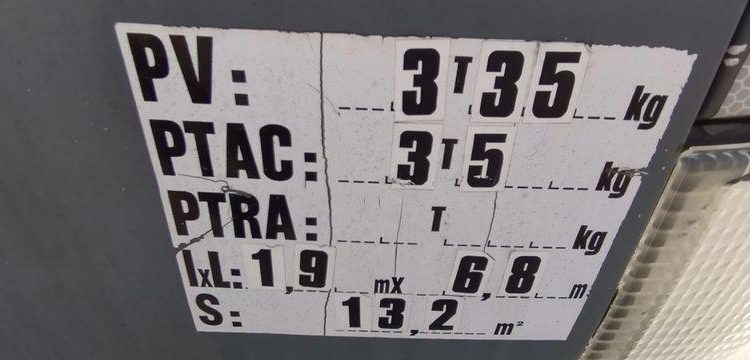 PV: 3T35 kg
PTAC: 3T5 kg
PTRA: T kg
lxL: 1,9 mX 6,8 m
S: 13,2 m²